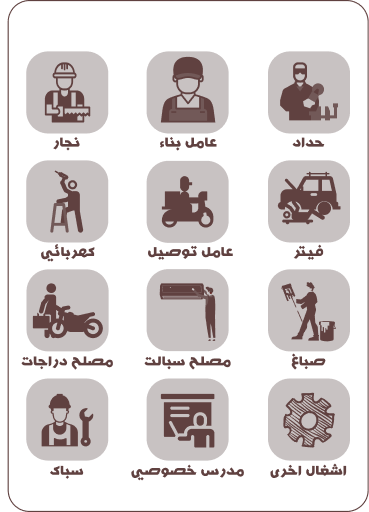 حداد
عامل بناء
نجار
فيتر
عامل توصيل
كهربائي
صباغ
مصلح سبالت
مصلح دراجات
اشغال اخرى
مدرس خصوصي
سباك